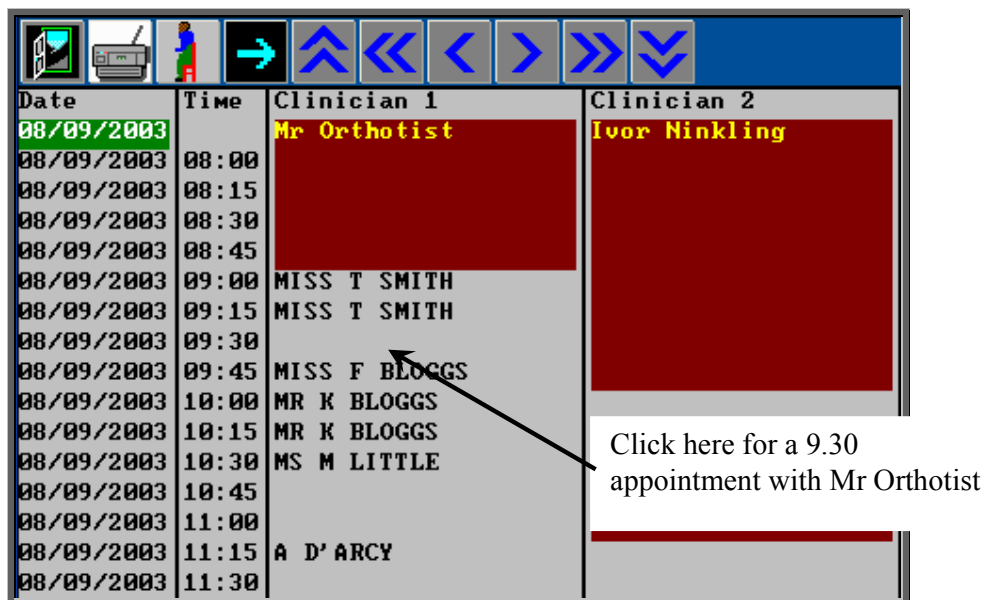 Date Time Clinician 1 Clinician 2
08/09/2003 Mr Orthotist Ivor Ninkling
08/09/2003 08:00
08/09/2003 08:15
08/09/2003 08:30
08/09/2003 08:45
08/09/2003 09:00 MISS T SMITH
08/09/2003 09:15 MISS T SMITH
08/09/2003 09:30
08/09/2003 09:45 MISS F BLOGGS
08/09/2003 10:00 MR K BLOGGS
08/09/2003 10:15 MR K BLOGGS
08/09/2003 10:30 MS M LITTLE
08/09/2003 10:45
08/09/2003 11:00
08/09/2003 11:15 A D'ARCY
08/09/2003 11:30
Click here for a 9.30
appointment with Mr Orthotist